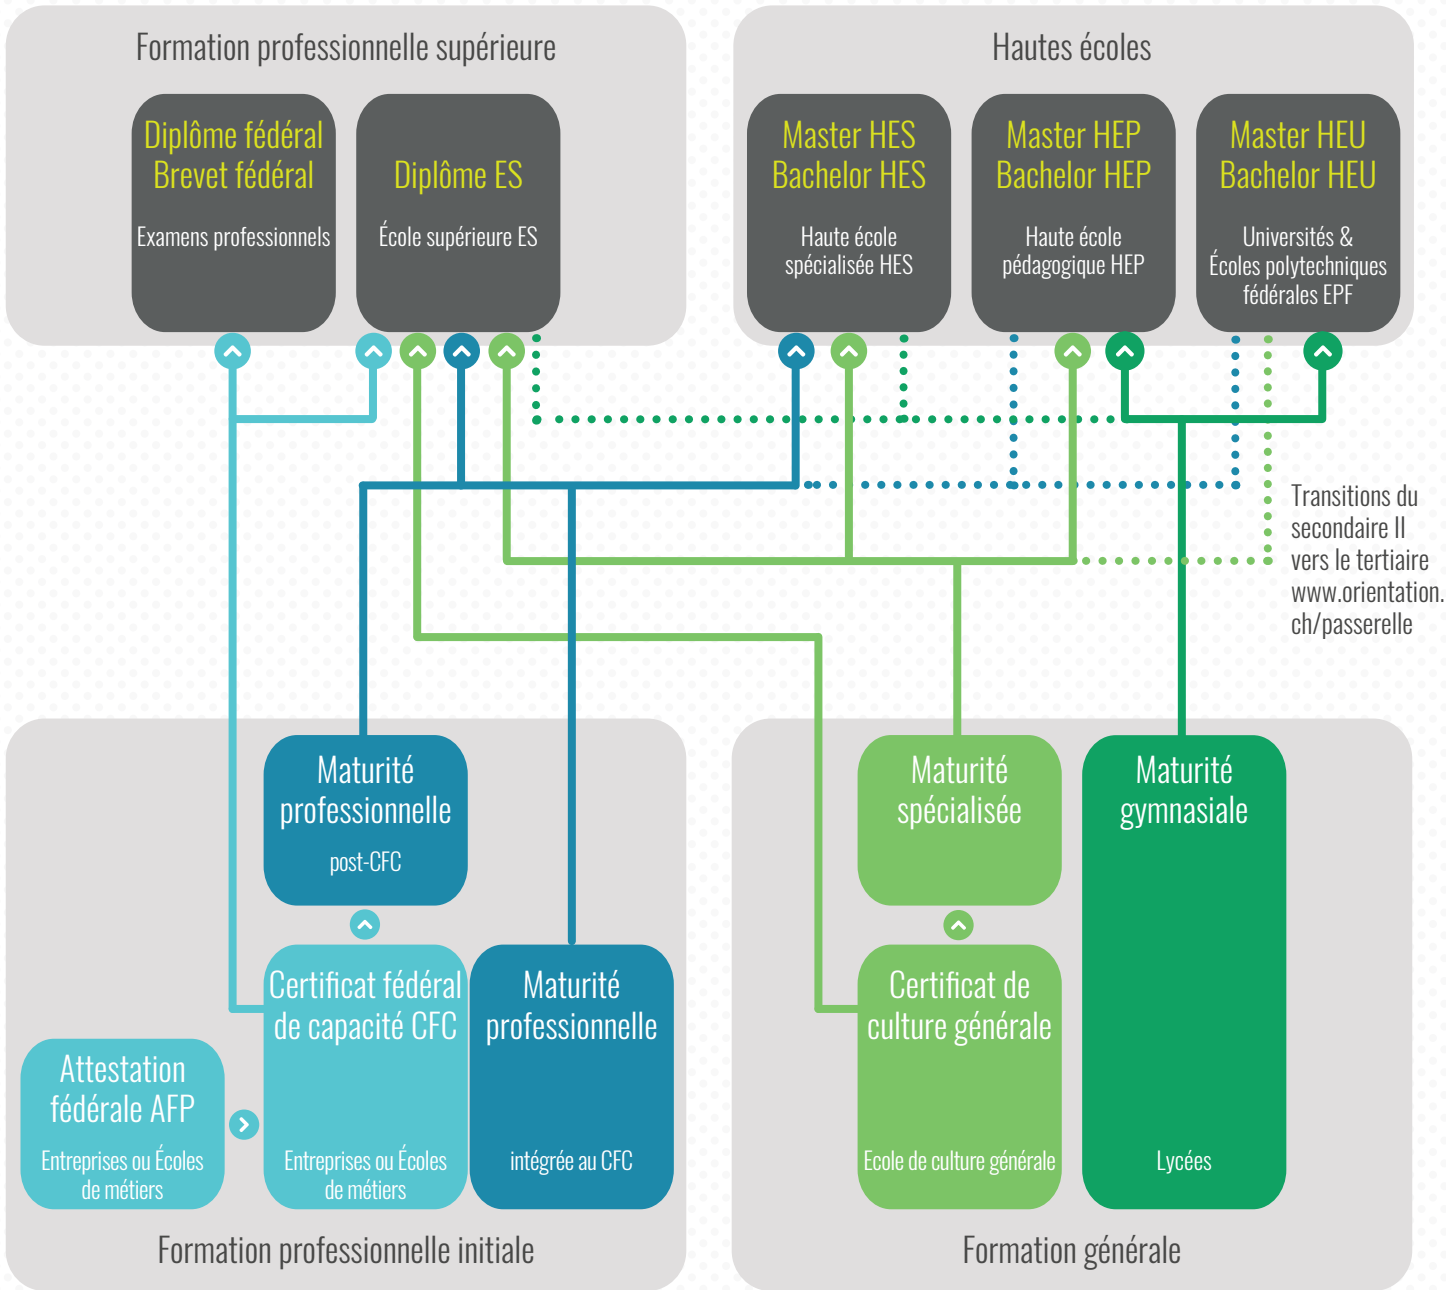 Formation professionnelle supérieure
Diplôme fédéral
Brevet fédéral
Examens professionnels
Diplôme ES
École supérieure ES
Hautes écoles
Master HES
Bachelor HES
Haute école
spécialisée HES
Master HEP
Bachelor HEP
Haute école
pédagogique HEP
Master HEU
Bachelor HEU
Universités &
Écoles polytechniques
fédérales EPF
Transitions du
secondaire II
vers le tertiaire
www.orientation.
ch/passerelle
Maturité
professionnelle
post-CFC
Certificat fédéral
de capacité CFC
Entreprises ou Écoles
de métiers
Maturité
professionnelle
intégrée au CFC
Attestation
fédérale AFP
Entreprises ou Écoles
de métiers
Formation professionnelle initiale
Maturité
spécialisée
Certificat de
culture générale
Ecole de culture générale
Maturité
gymnasiale
Lycées
Formation générale